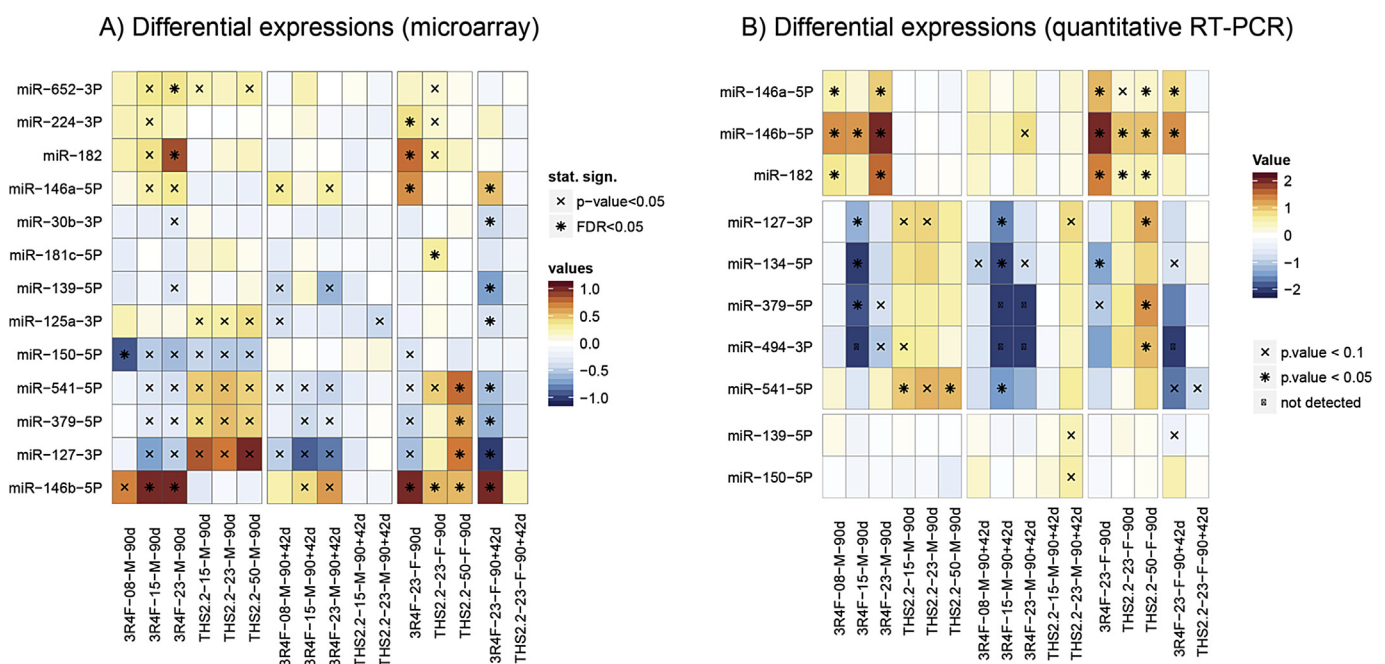 A) Differential expressions (microarray)
miR−652−3P
miR−224−3P
miR−182
miR−146a−5P
miR−30b−3P
miR−181c−5P
miR−139−5P
miR−125a−3P
miR−150−5P
miR−541−5P
miR−379−5P
miR−127−3P
miR−146b−5P
3R4F−08−M−90d
3R4F−15−M−90d
3R4F−23−M−90d
THS2.2−15−M−90d
THS2.2−23−M−90d
THS2.2−50−M−90d
3R4F−08−M−90+42d
3R4F−15−M−90+42d
3R4F−23−M−90+42d
THS2.2−15−M−90+42d
THS2.2−23−M−90+42d
3R4F−23−F−90d
THS2.2−23−F−90d
THS2.2−50−F−90d
3R4F−23−F−90+42d
THS2.2−23−F−90+42d
stat. sign.
× p−value<0.05
∗ FDR<0.05
values
1.0
0.5
0.0
−0.5
−1.0
B) Differential expressions (quantitative RT-PCR)
miR−146a−5P
miR−146b−5P
miR−182
miR−127−3P
miR−134−5P
miR−379−5P
miR−494−3P
miR−541−5P
miR−139−5P
miR−150−5P
3R4F−08−M−90d
3R4F−15−M−90d
3R4F−23−M−90d
THS2.2−15−M−90d
THS2.2−23−M−90d
THS2.2−50−M−90d
3R4F−08−M−90+42d
3R4F−15−M−90+42d
3R4F−23−M−90+42d
THS2.2−15−M−90+42d
THS2.2−23−M−90+42d
3R4F−23−F−90d
THS2.2−23−F−90d
THS2.2−50−F−90d
3R4F−23−F−90+42d
THS2.2−23−F−90+42d
Value
2
1
0
−1
−2
× p.value < 0.1
∗ p.value < 0.05
⊠ not detected